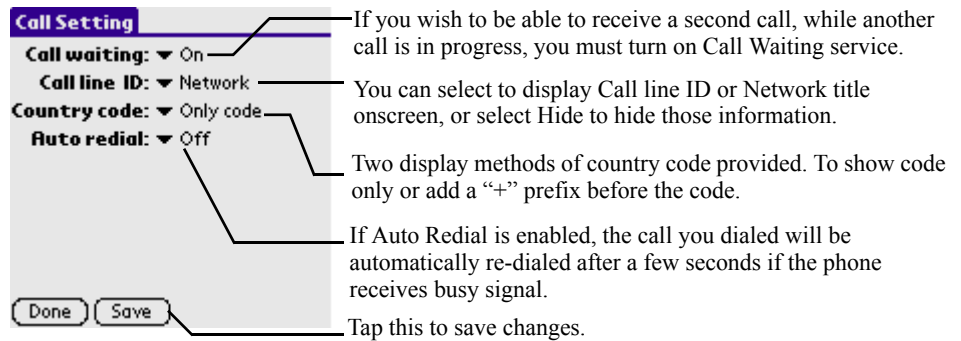 Call Setting
Call waiting: On
Call line ID: Network
Country code: Only code
Auto redial: Off
Done Save
If you wish to be able to receive a second call, while another
call is in progress, you must turn on Call Waiting service.
You can select to display Call line ID or Network title
onscreen, or select Hide to hide those information.
Two display methods of country code provided. To show code
only or add a “+” prefix before the code.
If Auto Redial is enabled, the call you dialed will be
automatically re-dialed after a few seconds if the phone
receives busy signal.
Tap this to save changes.